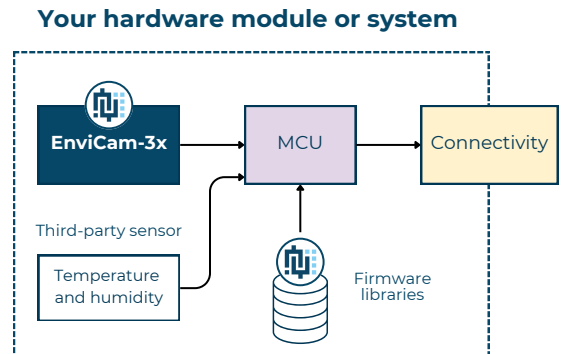 Your hardware module or system
EnviCam-3x
MCU
Connectivity
Third-party sensor
Temperature
and humidity
Firmware
libraries